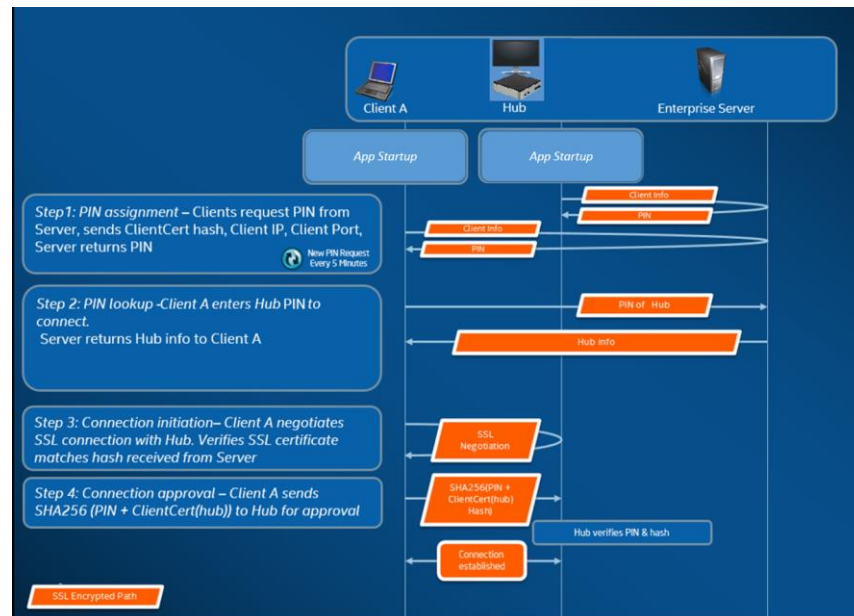 Client A
Hub
Enterprise Server
App Startup
App Startup
Step1: PIN assignment – Clients request PIN from
Server, sends ClientCert hash, Client IP, Client Port,
Server returns PIN
New PIN Request
Every 5 Minutes
Client Info
PIN
Client Info
PIN
Step 2: PIN lookup -Client A enters Hub PIN to
connect.
Server returns Hub info to Client A
PIN of Hub
Hub info
Step 3: Connection initiation– Client A negotiates
SSL connection with Hub. Verifies SSL certificate
matches hash received from Server
SSL
Negotiation
Step 4: Connection approval – Client A sends
SHA256 (PIN + ClientCert(hub)) to Hub for approval
SHA256(PIN +
ClientCert(hub)
Hash)
Hub verifies PIN & hash
Connection
established
SSL Encrypted Path